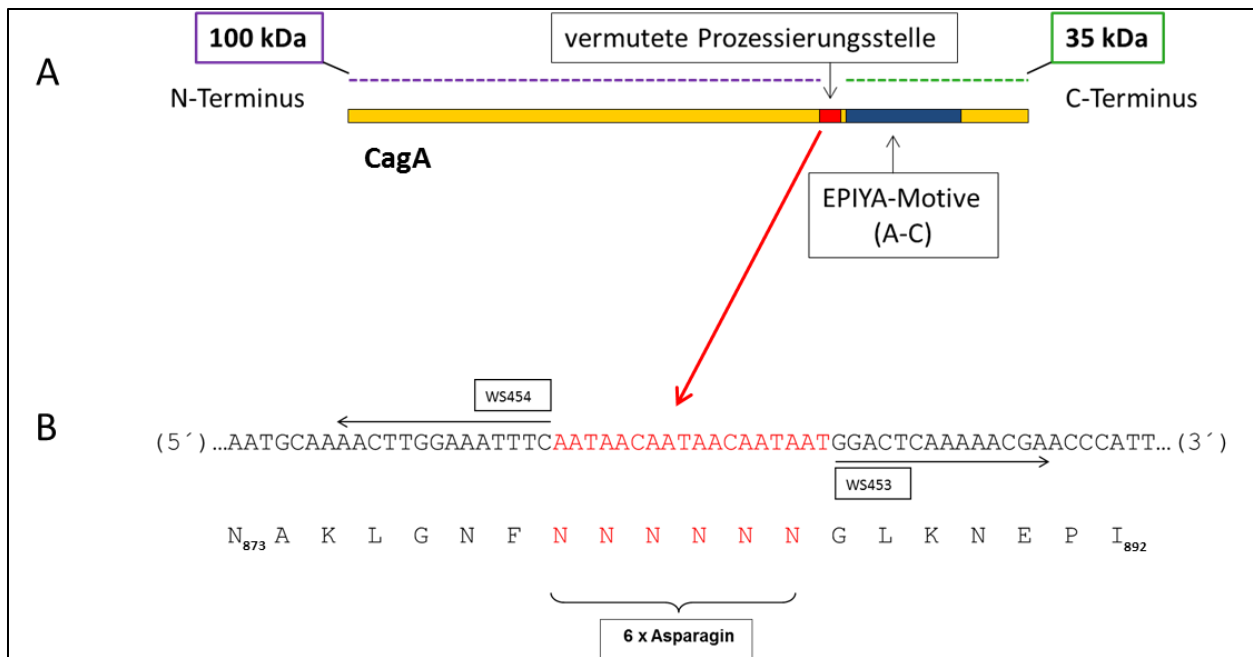 100 kDa
vermutete Prozessierungsstelle
35 kDa
A
N-Terminus
C-Terminus
CagA
EPIYA-Motive
(A-C)
WS454
B
(5´) …AATGCAAAACTTGGAAATTTCAATAACAATAACAATAATGGACTCAAAAACGAACCCATT… (3´)
WS453
N873 A K L G N F N N N N N N G L K N E P I892
6 x Asparagin